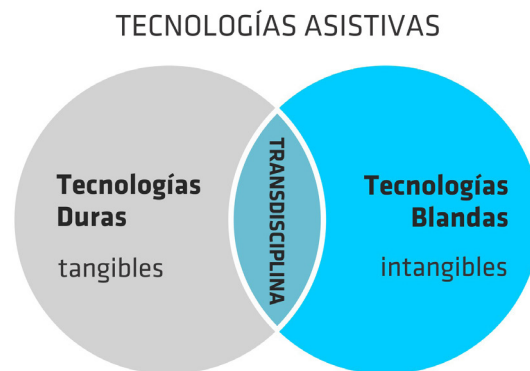 TECNOLOGÍAS ASISTIVAS
Tecnologías
Duras
tangibles
TRANSDISCIPLINA
Tecnologías
Blandas
intangibles